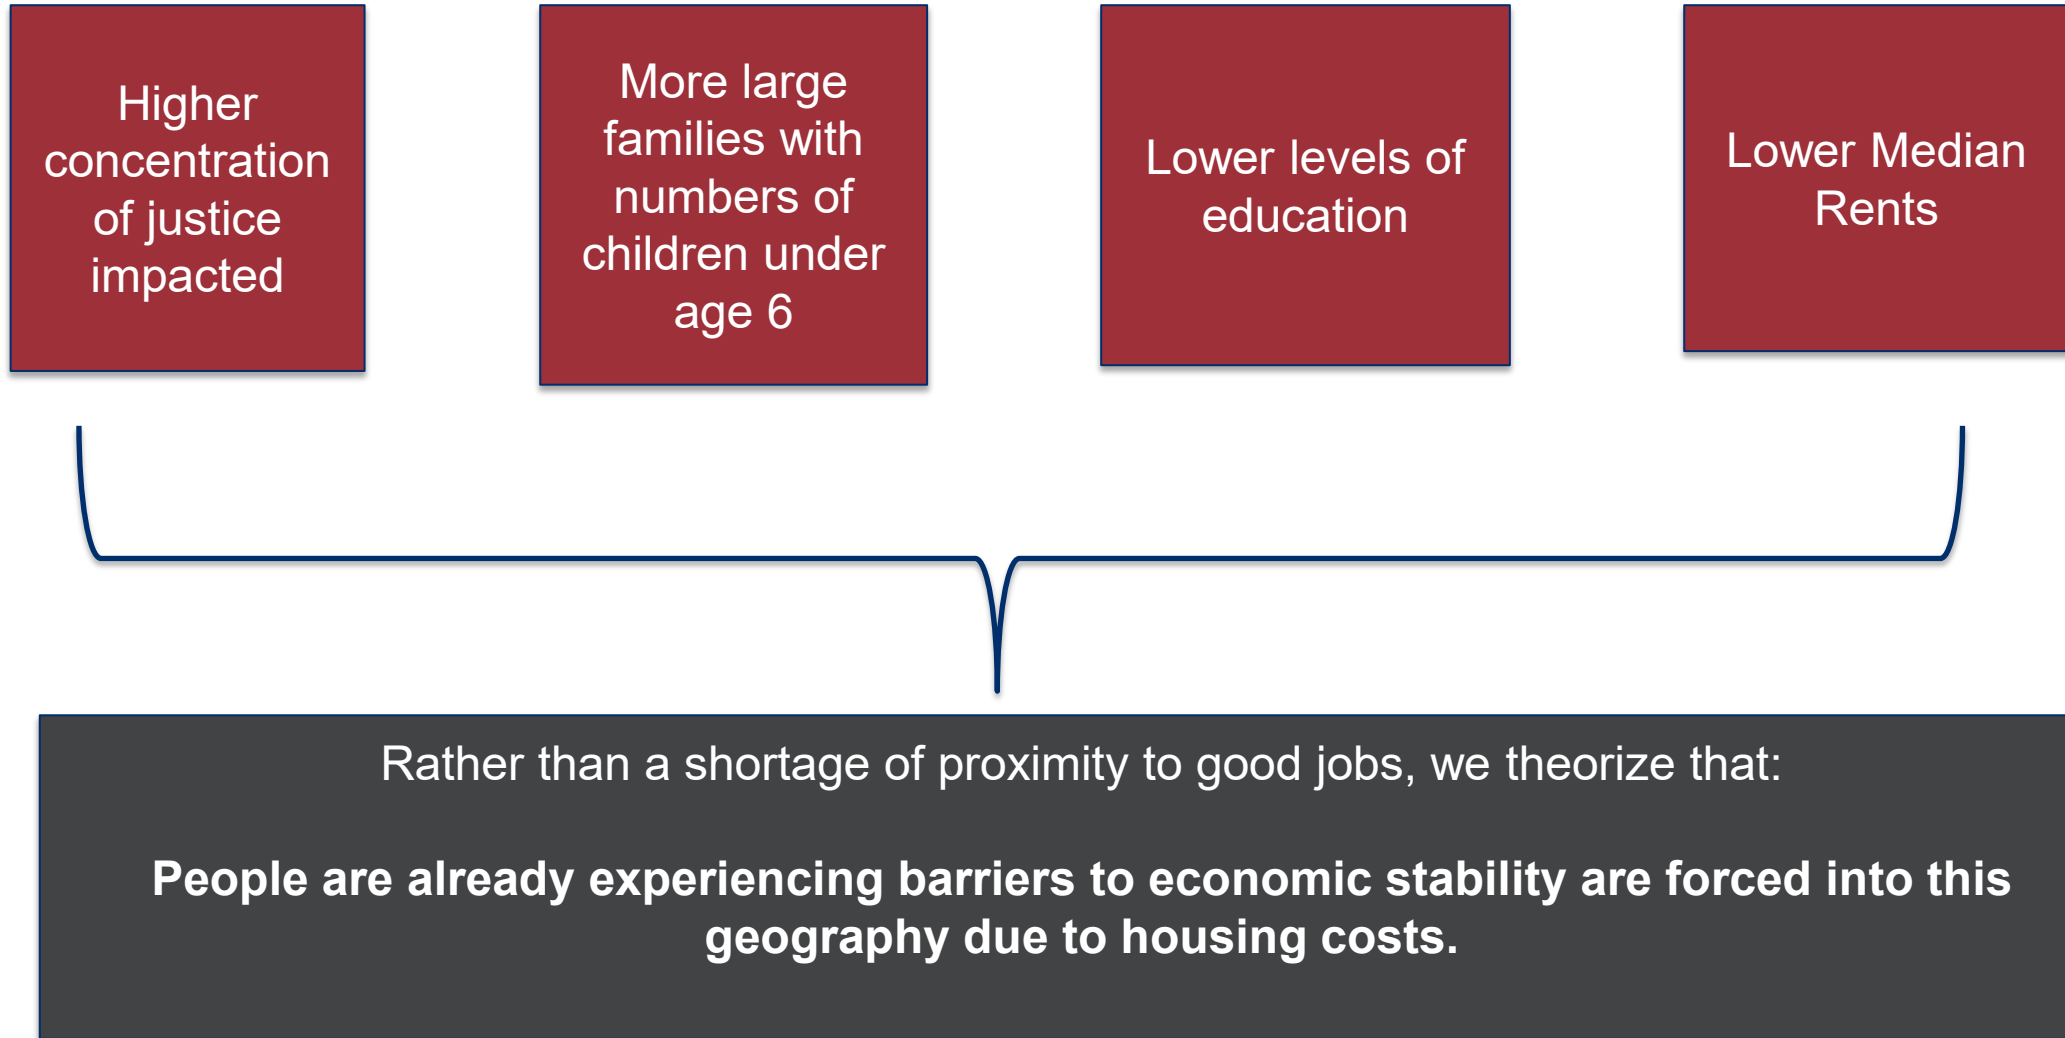 Higher
concentration
of justice
impacted
More large
families with
numbers of
children under
age 6
Lower levels of
education
Lower Median
Rents
Rather than a shortage of proximity to good jobs, we theorize that:
People are already experiencing barriers to economic stability are forced into this
geography due to housing costs.